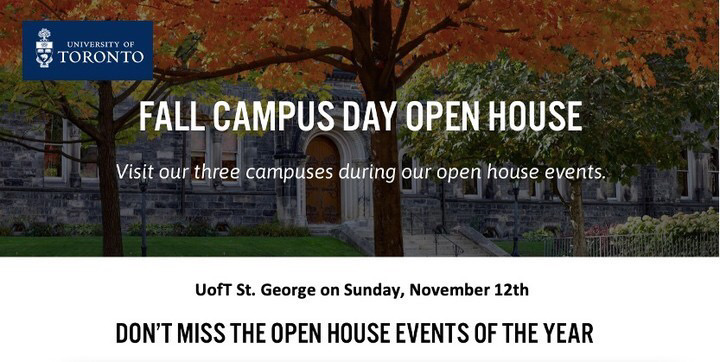 UNIVERSITY OF
TORONTO
FALL CAMPUS DAY OPEN HOUSE
Visit our three campuses during our open house events.
UofT St. George on Sunday, November 12th
DON'T MISS THE OPEN HOUSE EVENTS OF THE YEAR